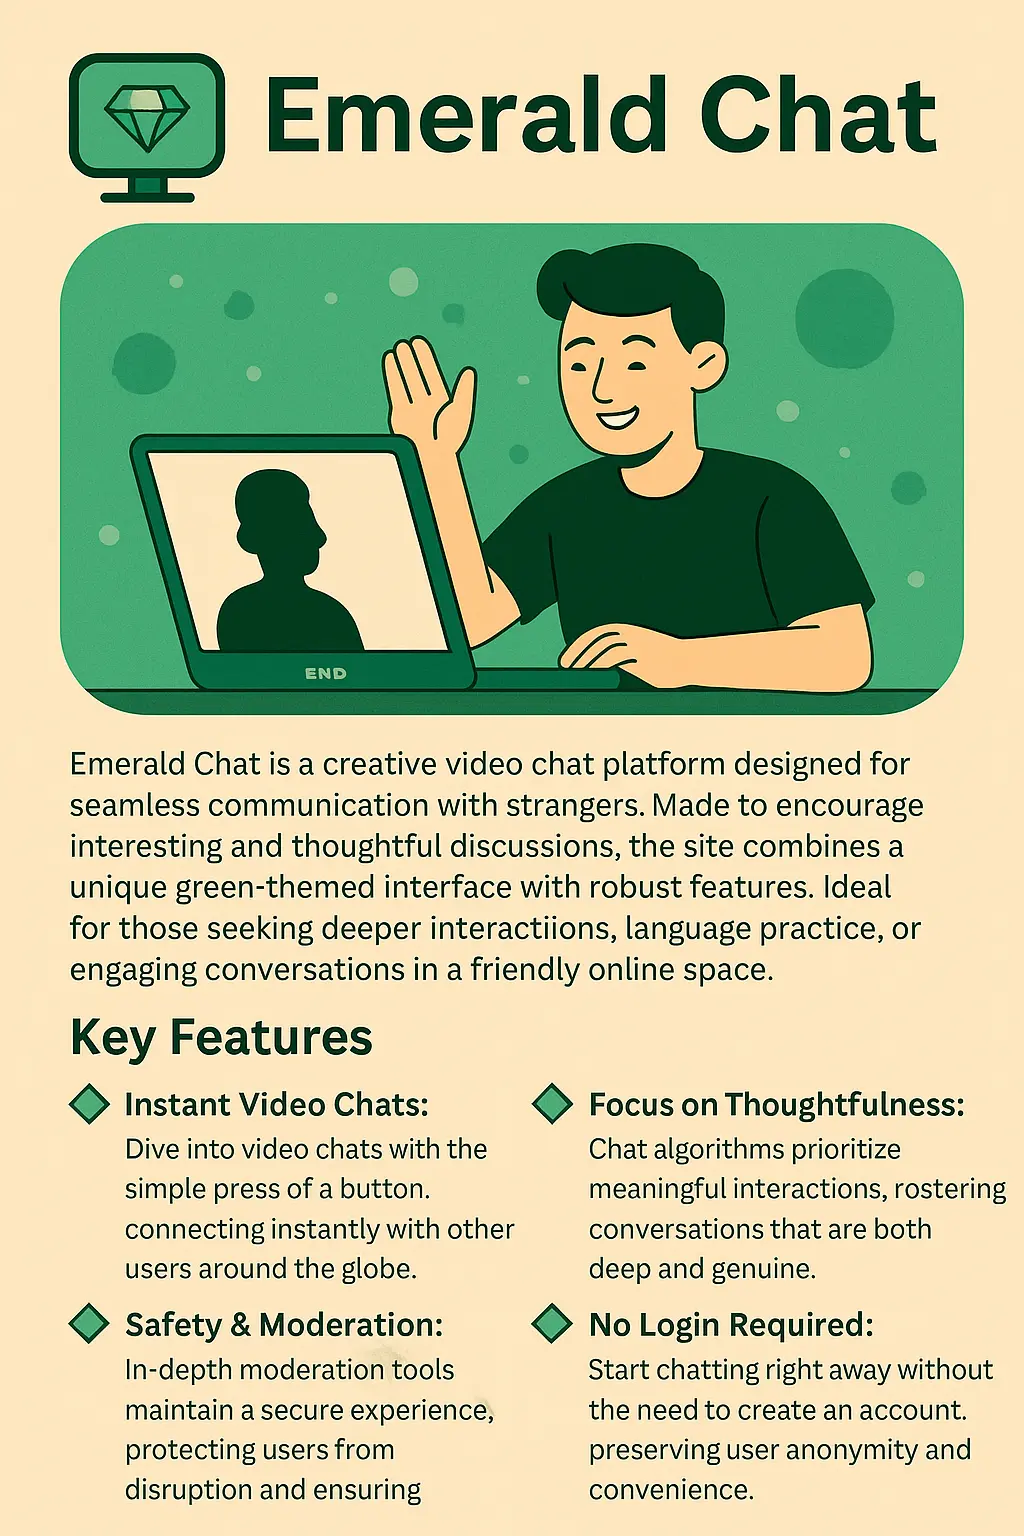 Emerald Chat
END
Emerald Chat is a creative video chat platform designed for
seamless communication with strangers. Made to encourage
interesting and thoughtful discussions, the site combines a
unique green-themed interface with robust features. Ideal
for those seeking deeper interactiions, language practice, or
engaging conversations in a friendly online space.
Key Features
Instant Video Chats:
Dive into video chats with the
simple press of a button.
connecting instantly with other
users around the globe.
Focus on Thoughtfulness:
Chat algorithms prioritize
meaningful interactions, rostering
conversations that are both
deep and genuine.
Safety & Moderation:
In-depth moderation tools
maintain a secure experience,
protecting users from
disruption and ensuring
No Login Required:
Start chatting right away without
the need to create an account.
preserving user anonymity and
convenience.